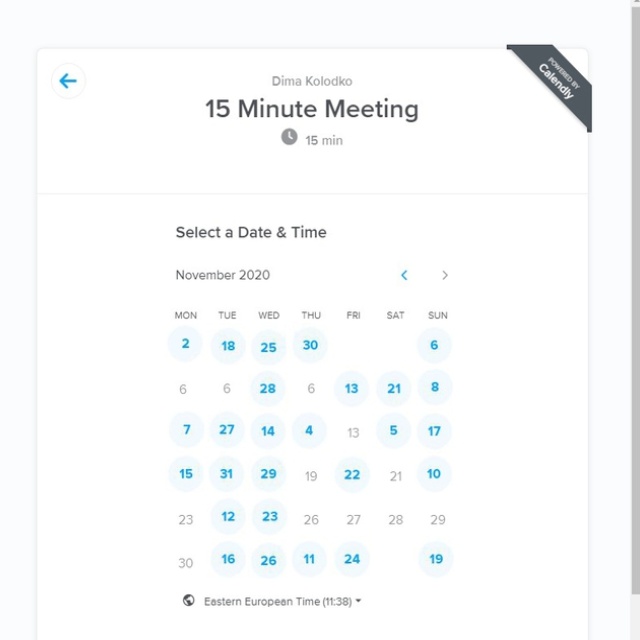 POWERED BY
Calendly
Dima Kolodko
15 Minute Meeting
15 min
Select a Date & Time
November 2020
MON TUE WED THU FRI SAT SUN
2 18 25 30 6
6 6 28 6 13 21 8
7 27 14 4 13 5 17
15 31 29 19 22 21 10
23 12 23 26 27 28 29
30 16 26 11 24 19
Eastern European Time (11:38)